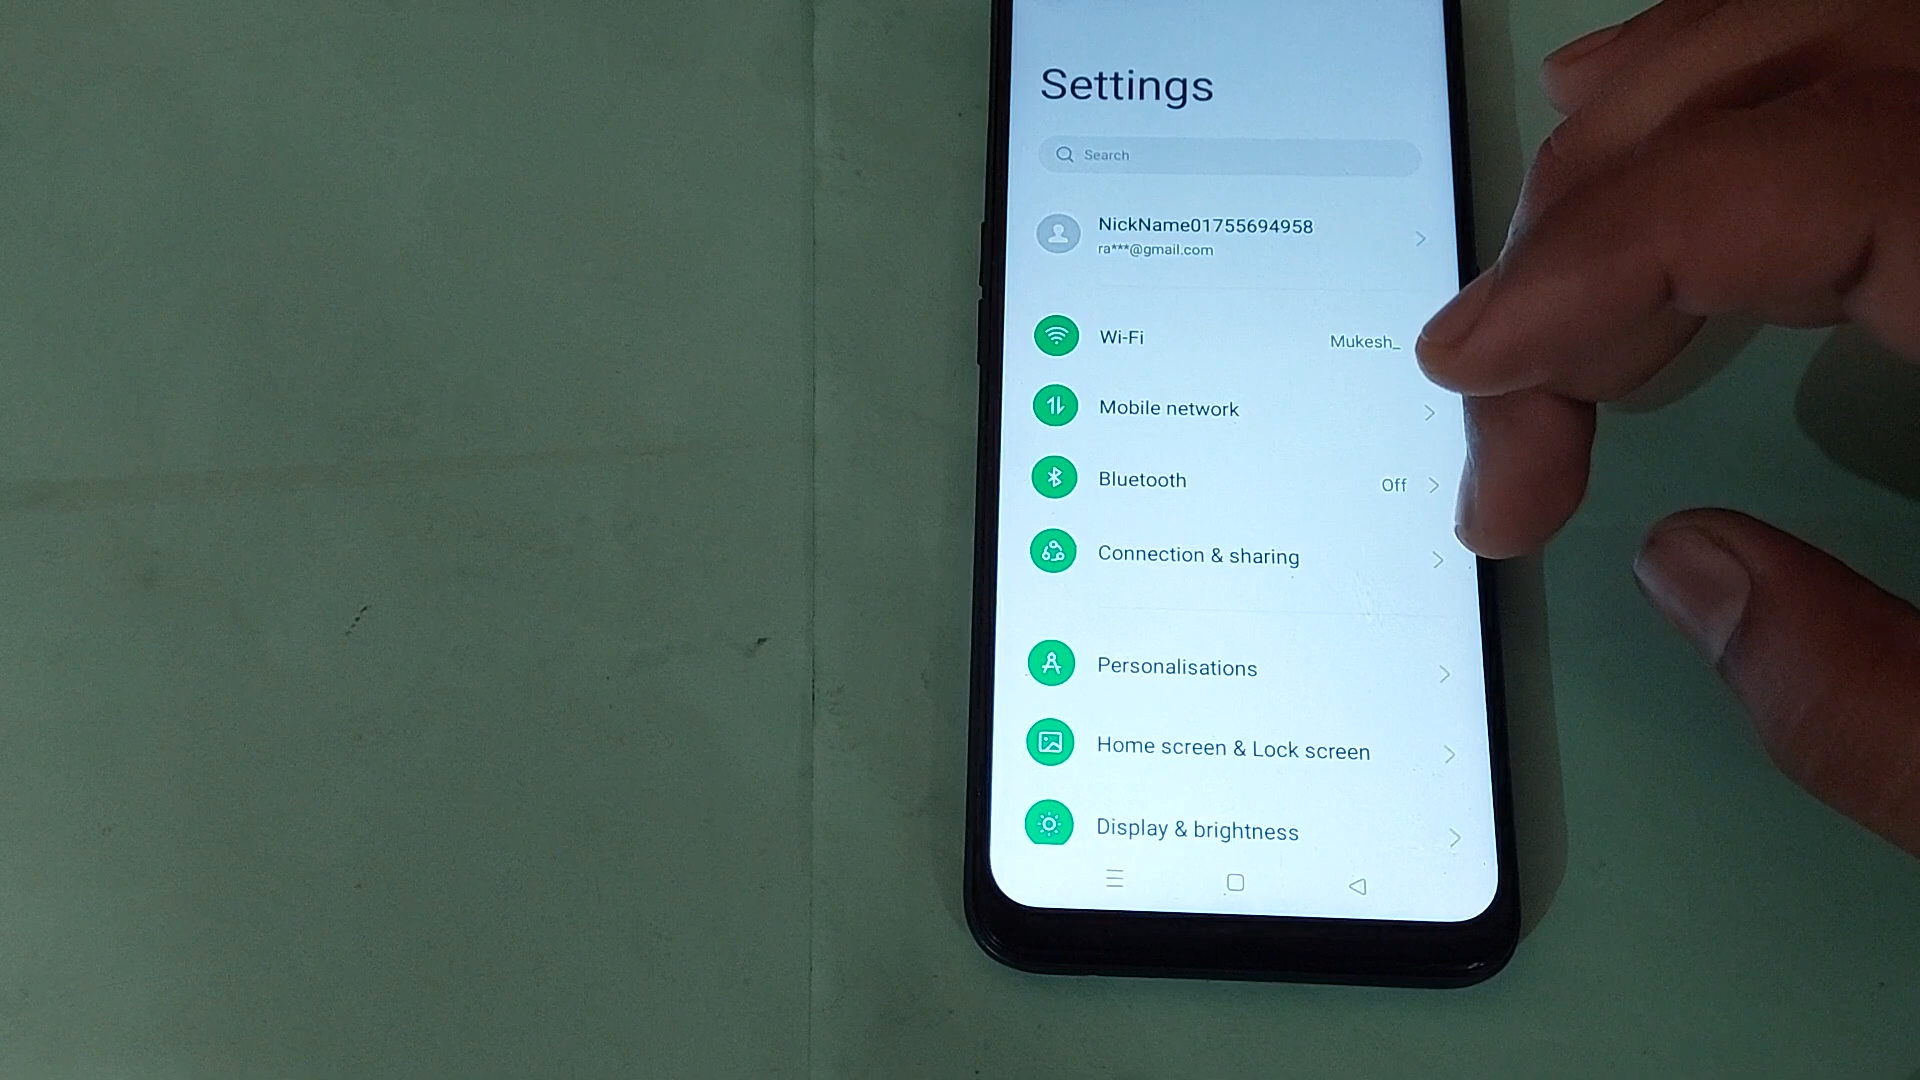 Settings
Search
NickName01755694958
ra***@gmail.com
Wi-Fi Mukesh_
Mobile network
Bluetooth Off
Connection & sharing
Personalisations
Home screen & Lock screen
Display & brightness